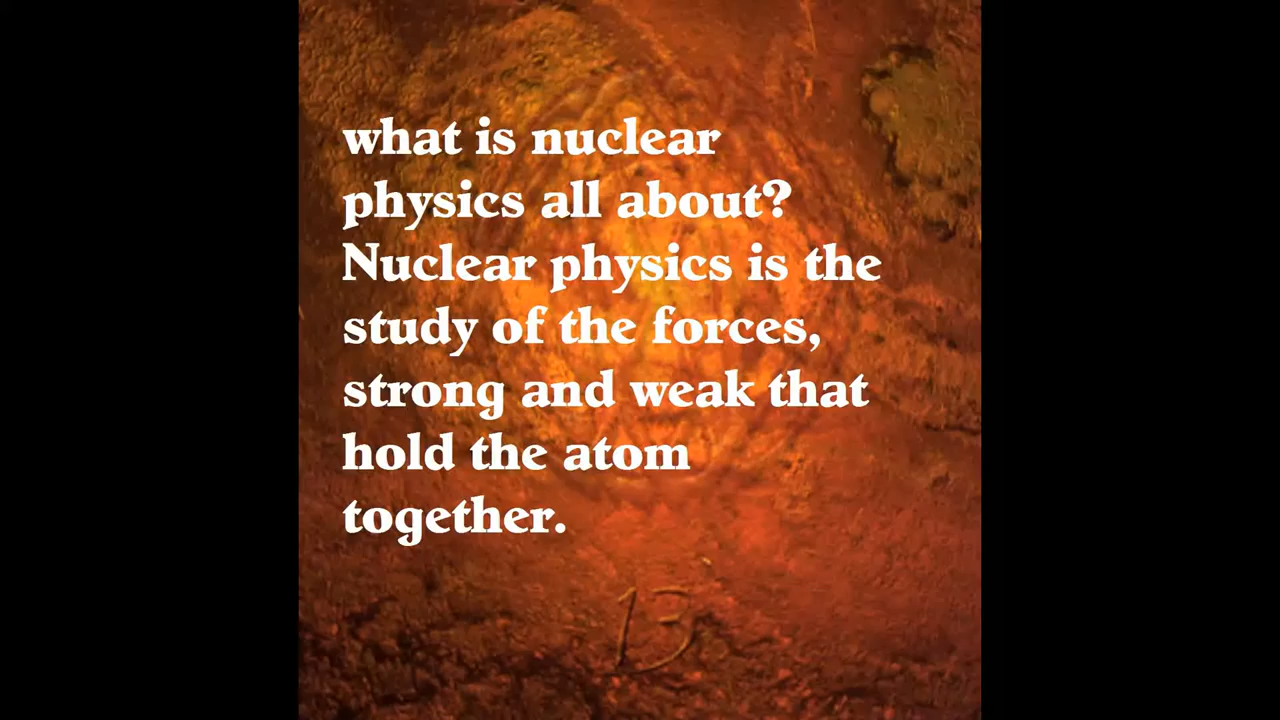 what is nuclear
physics all about?
Nuclear physics is the
study of the forces,
strong and weak that
hold the atom
together.
13